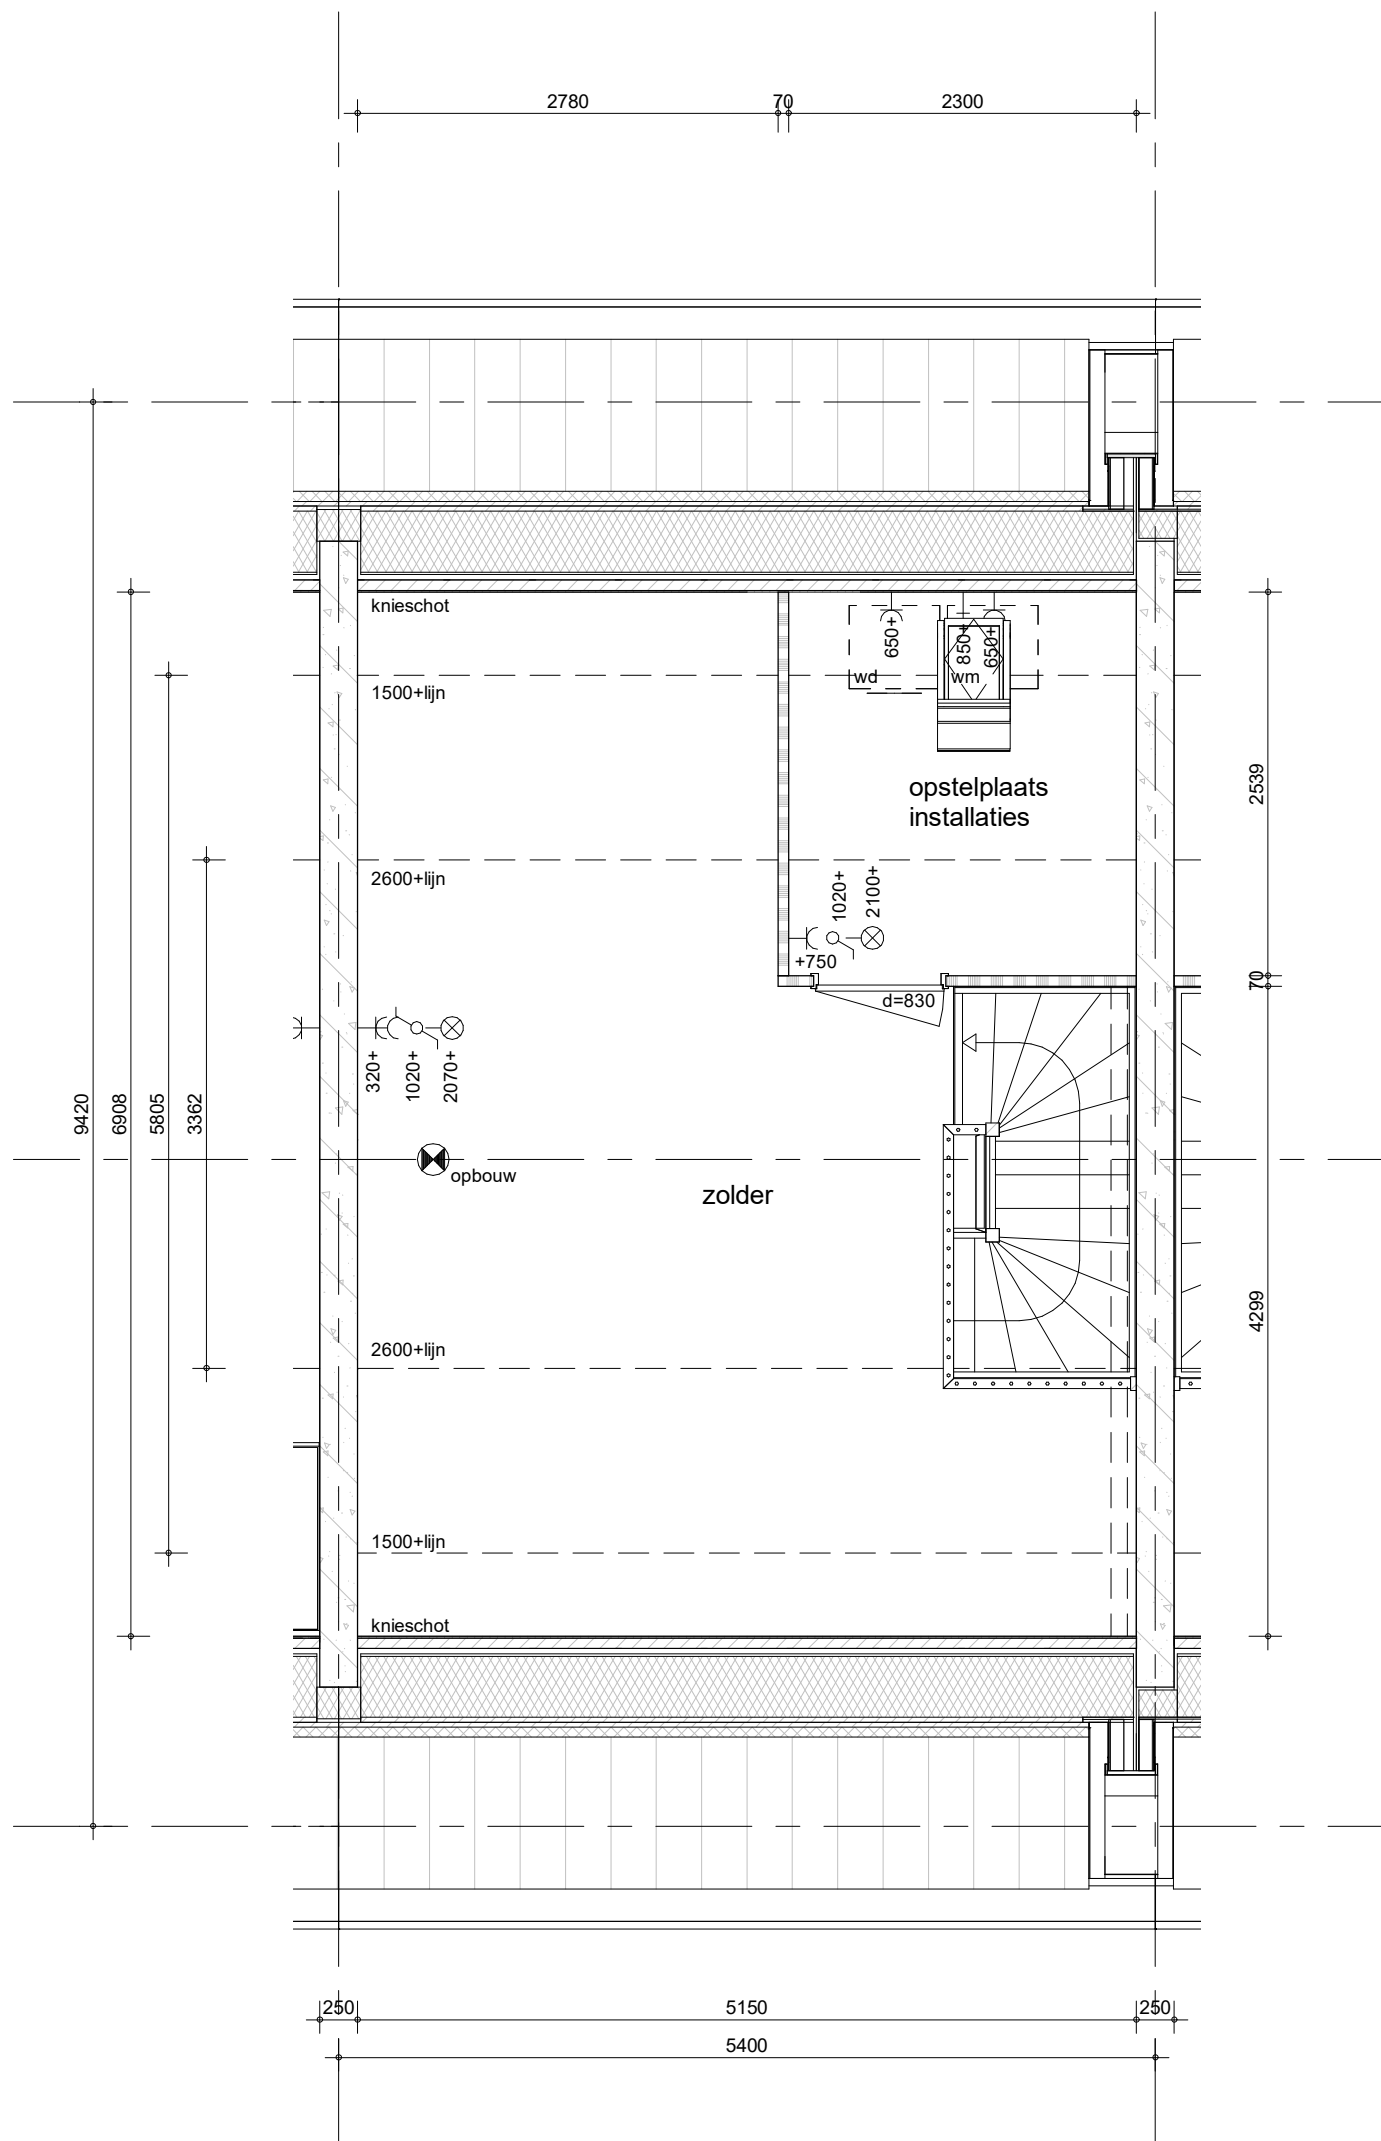 2780
70
2300
knieschot
650+
850+
650+
wd
wm
1500+lijn
opstelplaats
installaties
2539
2600+lijn
1020+
2100+
+750
70
d=830
320+
1020+
2070+
9420
6908
5805
3362
opbouw
zolder
4299
2600+lijn
1500+lijn
knieschot
250
5150
250
5400